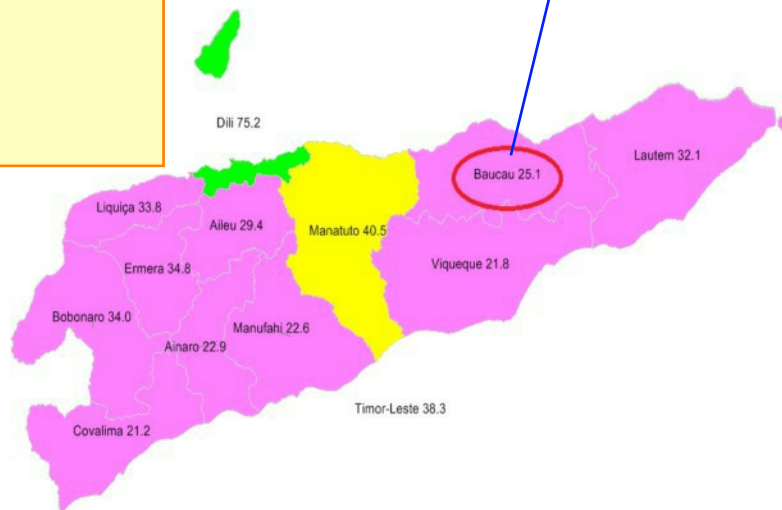 Dili 75.2
Lautem 32.1
Baucau 25.1
Liquiça 33.8
Aileu 29.4
Manatuto 40.5
Viqueque 21.8
Ermera 34.8
Bobonaro 34.0
Manufahi 22.6
Ainaro 22.9
Timor-Leste 38.3
Covalima 21.2